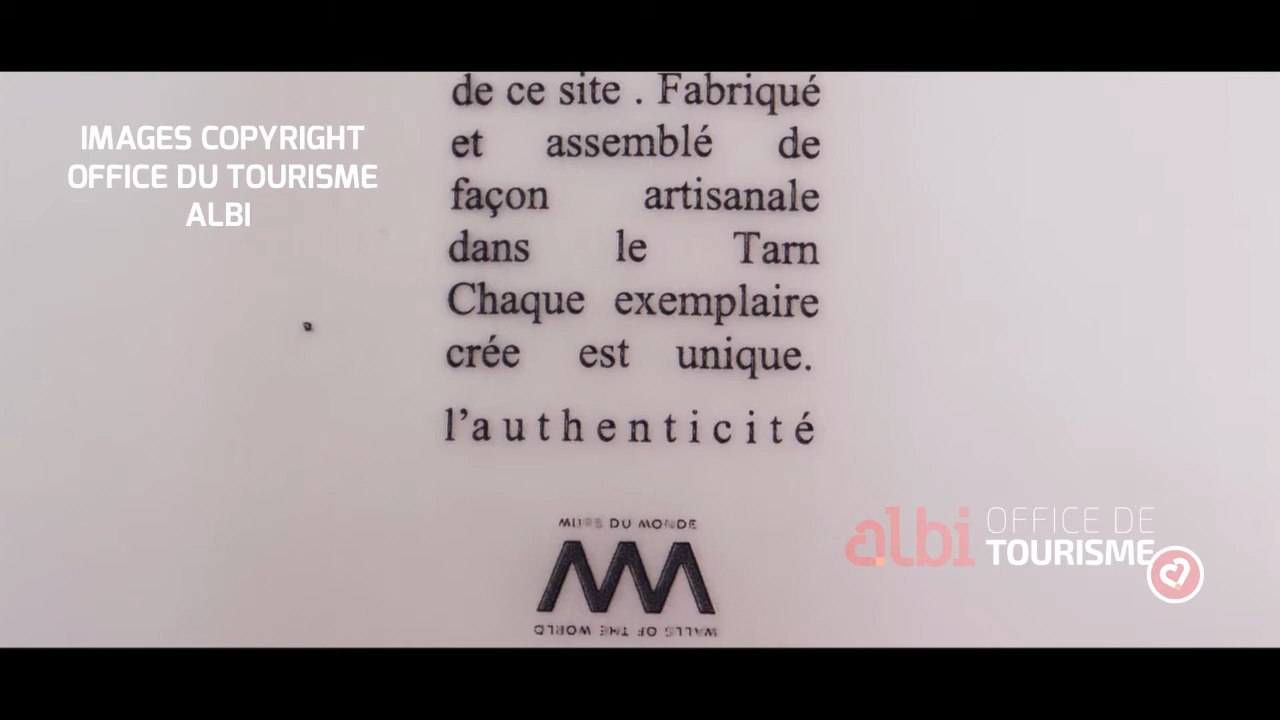 IMAGES COPYRIGHT
OFFICE DU TOURISME
ALBI
de ce site . Fabriqué
et assemblé de
façon artisanale
dans le Tarn
Chaque exemplaire
crée est unique.
l'authenticité
MURS DU MONDE
WALLS OF THE WORLD
albi OFFICE DE
TOURISME